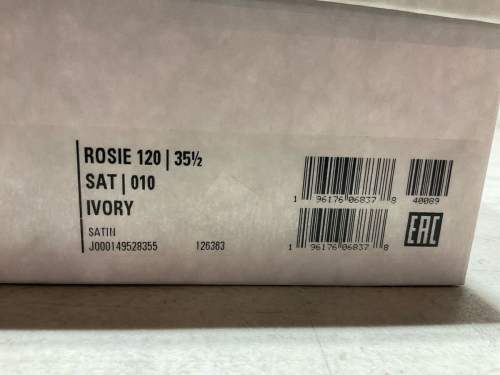 ROSIE 120 | 35½
SAT | 010
IVORY
SATIN
J000149528355 126383
1 96176 06837 8 40089
1 96176 06837 8
EAC